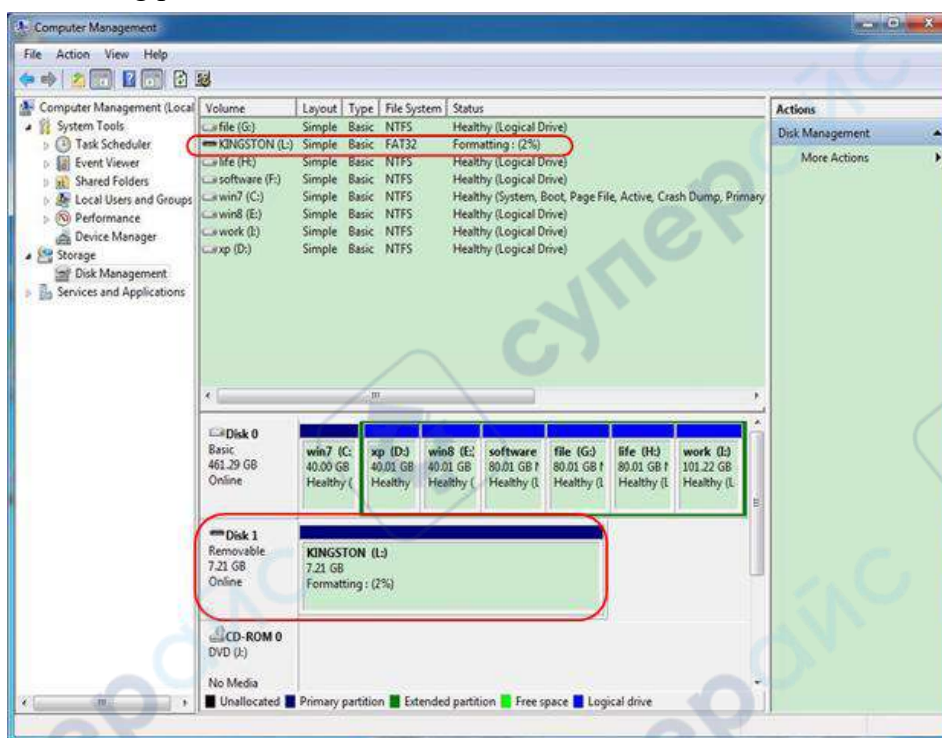 Computer Management
File Action View Help
Computer Management (Local
System Tools
Task Scheduler
Event Viewer
Shared Folders
Local Users and Groups
Performance
Device Manager
Storage
Disk Management
Services and Applications
Volume Layout Type File System Status
file (G:) Simple Basic NTFS Healthy (Logical Drive)
KINGSTON (L:) Simple Basic FAT32 Formatting : (2%)
life (H:) Simple Basic NTFS Healthy (Logical Drive)
software (F:) Simple Basic NTFS Healthy (Logical Drive)
win7 (C:) Simple Basic NTFS Healthy (System, Boot, Page File, Active, Crash Dump, Primary
win8 (E:) Simple Basic NTFS Healthy (Logical Drive)
work (I:) Simple Basic NTFS Healthy (Logical Drive)
xp (D:) Simple Basic NTFS Healthy (Logical Drive)
Actions
Disk Management
More Actions
Disk 0
Basic
461.29 GB
Online
win7 (C:
40.00 GB
Healthy (
xp (D:)
40.01 GB
Healthy
win8 (E:
40.01 GB
Healthy (
software
80.01 GB
Healthy (L
file (G:)
80.01 GB
Healthy (L
life (H:)
80.01 GB
Healthy (L
work (I:)
101.22 GB
Healthy (L
Disk 1
Removable
7.21 GB
Online
KINGSTON (L:)
7.21 GB
Formatting : (2%)
CD-ROM 0
DVD (J:)
No Media
Unallocated Primary partition Extended partition Free space Logical drive
суперайс